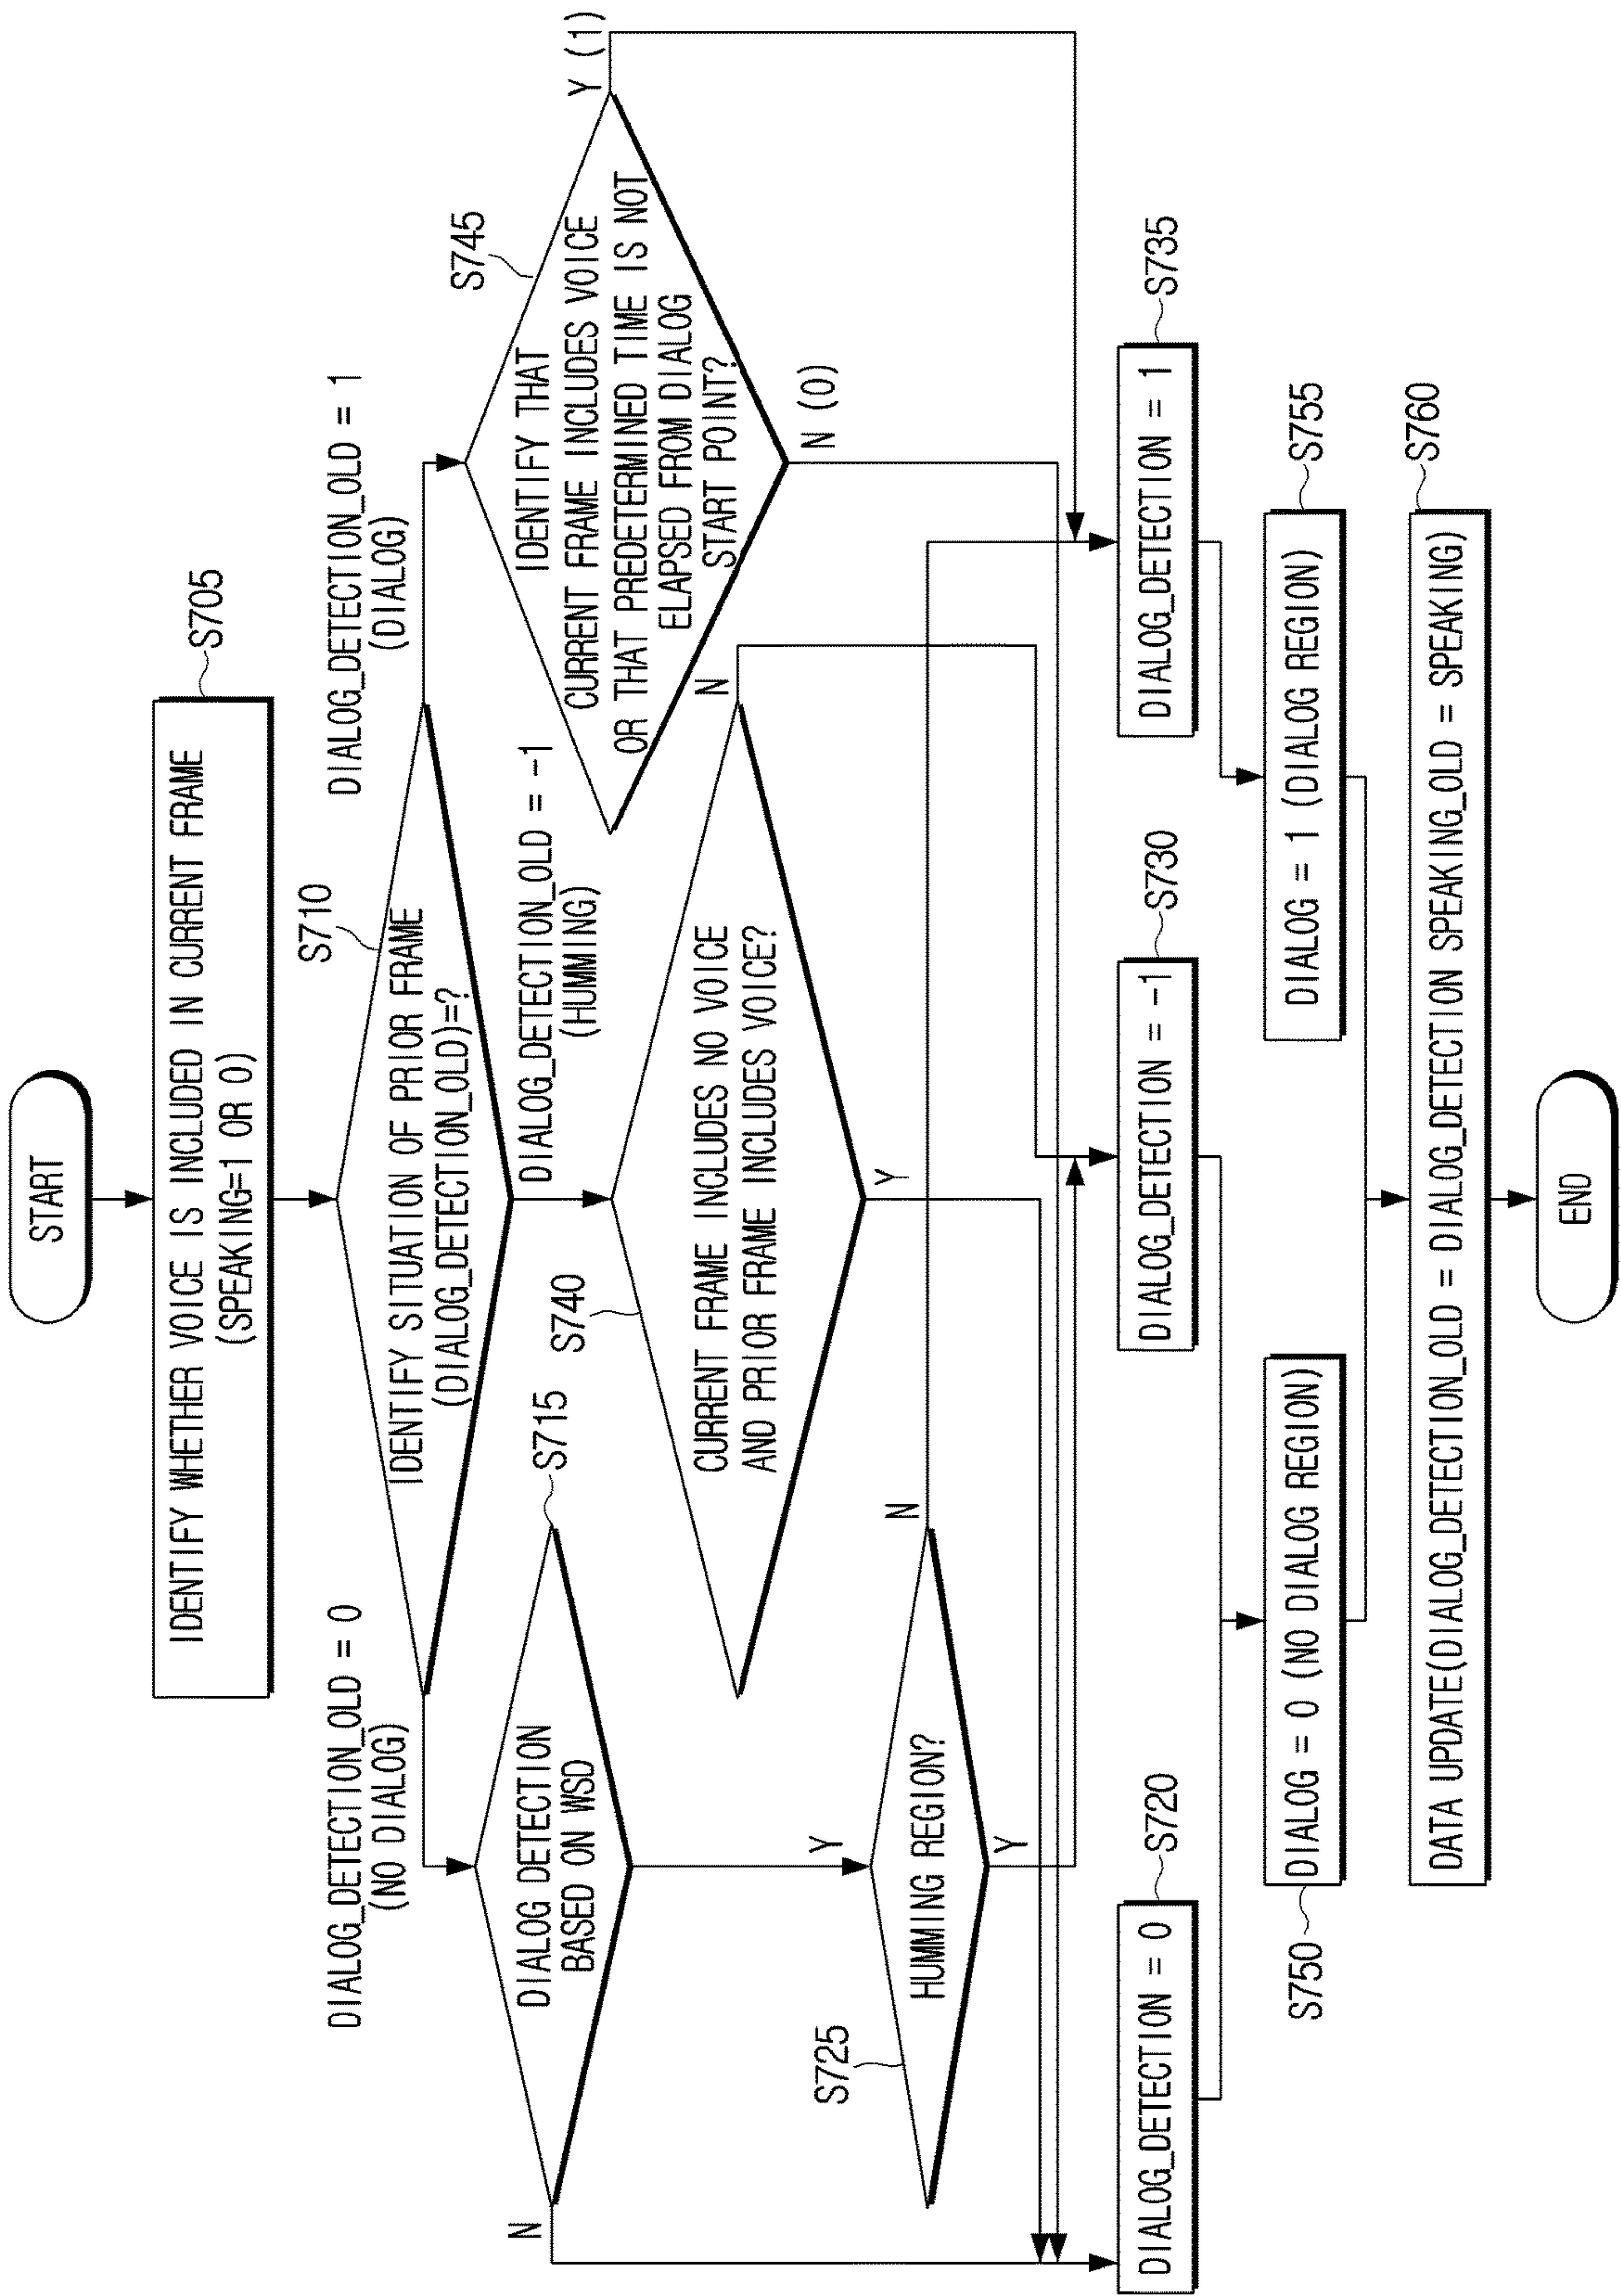 START
IDENTIFY WHETHER VOICE IS INCLUDED IN CURRENT FRAME
(SPEAKING=1 OR 0)
S705
S710
IDENTIFY SITUATION OF PRIOR FRAME
(DIALOG_DETECTION_OLD)=?
DIALOG_DETECTION_OLD = 0
(NO DIALOG)
DIALOG_DETECTION_OLD = 1
(DIALOG)
DIALOG_DETECTION_OLD = -1
(HUMMING)
S715
DIALOG DETECTION
BASED ON WSD
N
Y
S740
CURRENT FRAME INCLUDES NO VOICE
AND PRIOR FRAME INCLUDES VOICE?
N
Y
S745
IDENTIFY THAT
CURRENT FRAME INCLUDES VOICE
OR THAT PREDETERMINED TIME IS NOT
ELAPSED FROM DIALOG
START POINT?
Y (1)
N (0)
S725
HUMMING REGION?
N
Y
DIALOG_DETECTION = 0
S720
DIALOG_DETECTION = -1
S730
DIALOG_DETECTION = 1
S735
S750
DIALOG = 0 (NO DIALOG REGION)
DIALOG = 1 (DIALOG REGION)
S755
DATA UPDATE(DIALOG_DETECTION_OLD = DIALOG_DETECTION SPEAKING_OLD = SPEAKING)
S760
END